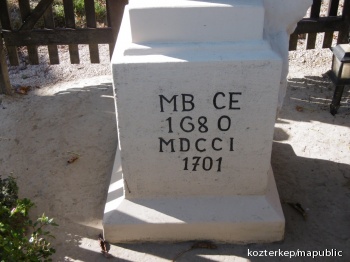 MB CE
1680
MDCCI
1701
kozterkep/mapublic